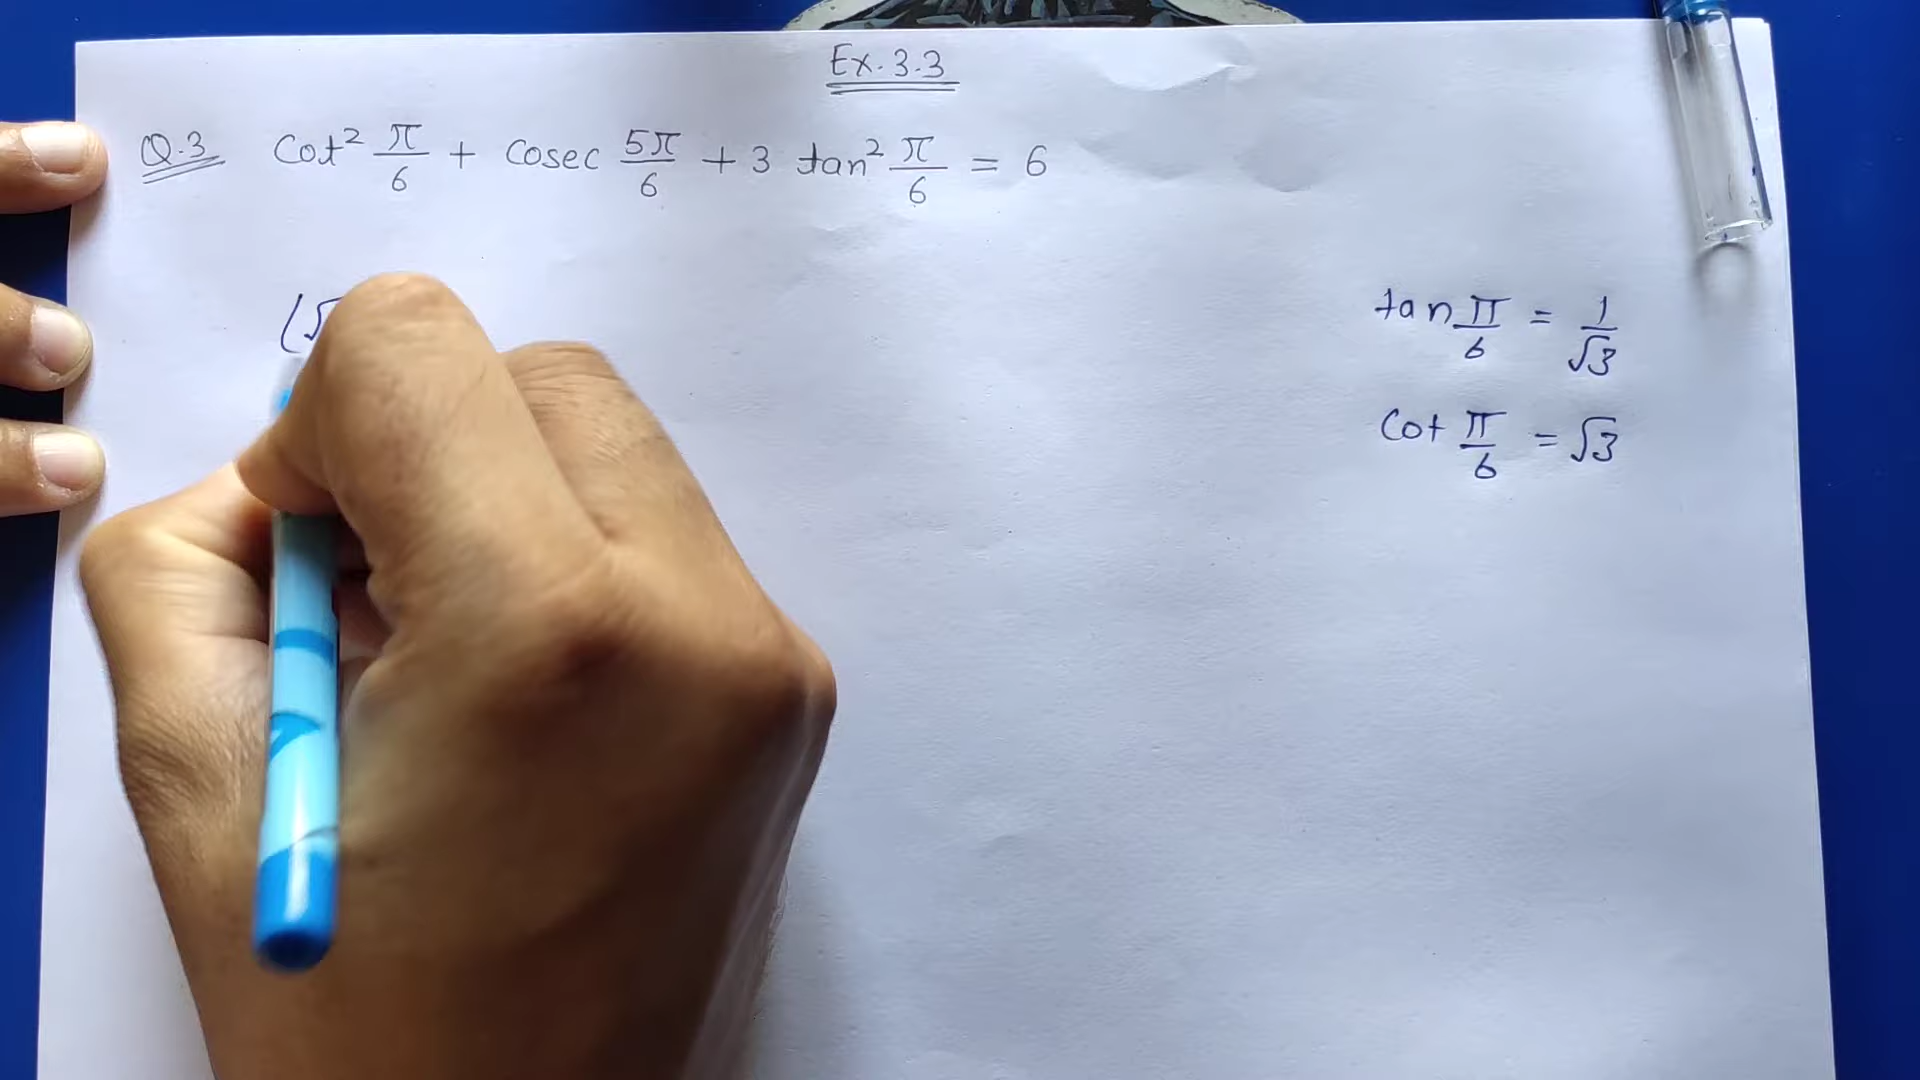 Ex. 3.3
Q.3 Cot² π/6 + Cosec 5π/6 + 3 tan² π/6 = 6
(√
tan π/6 = 1/√3
Cot π/6 = √3